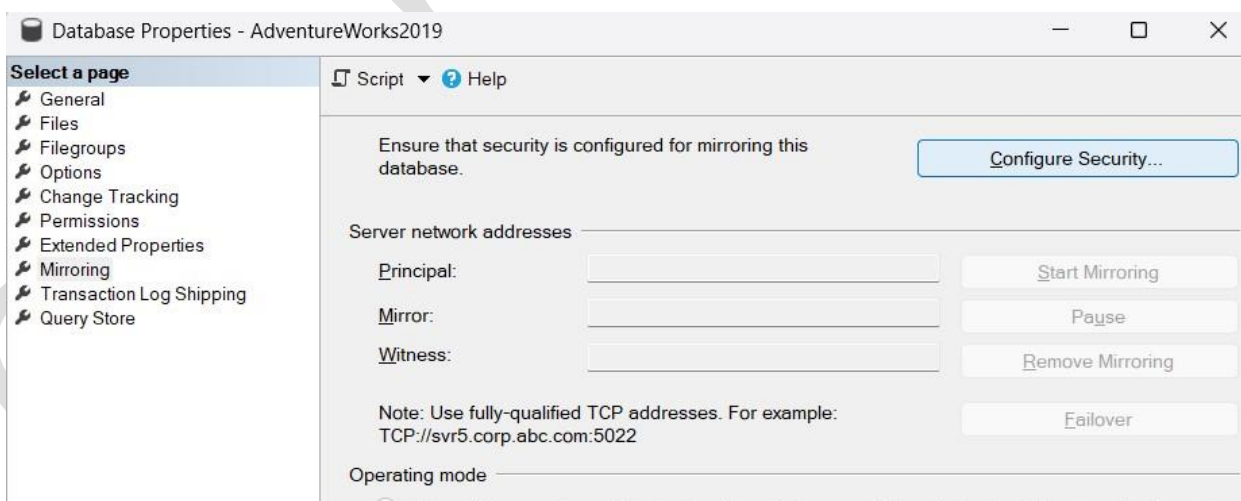 Database Properties - AdventureWorks2019
Select a page
General
Files
Filegroups
Options
Change Tracking
Permissions
Extended Properties
Mirroring
Transaction Log Shipping
Query Store
Script Help
Ensure that security is configured for mirroring this
database.
Configure Security...
Server network addresses
Principal:
Start Mirroring
Mirror:
Pause
Witness:
Remove Mirroring
Note: Use fully-qualified TCP addresses. For example:
TCP://svr5.corp.abc.com:5022
Failover
Operating mode